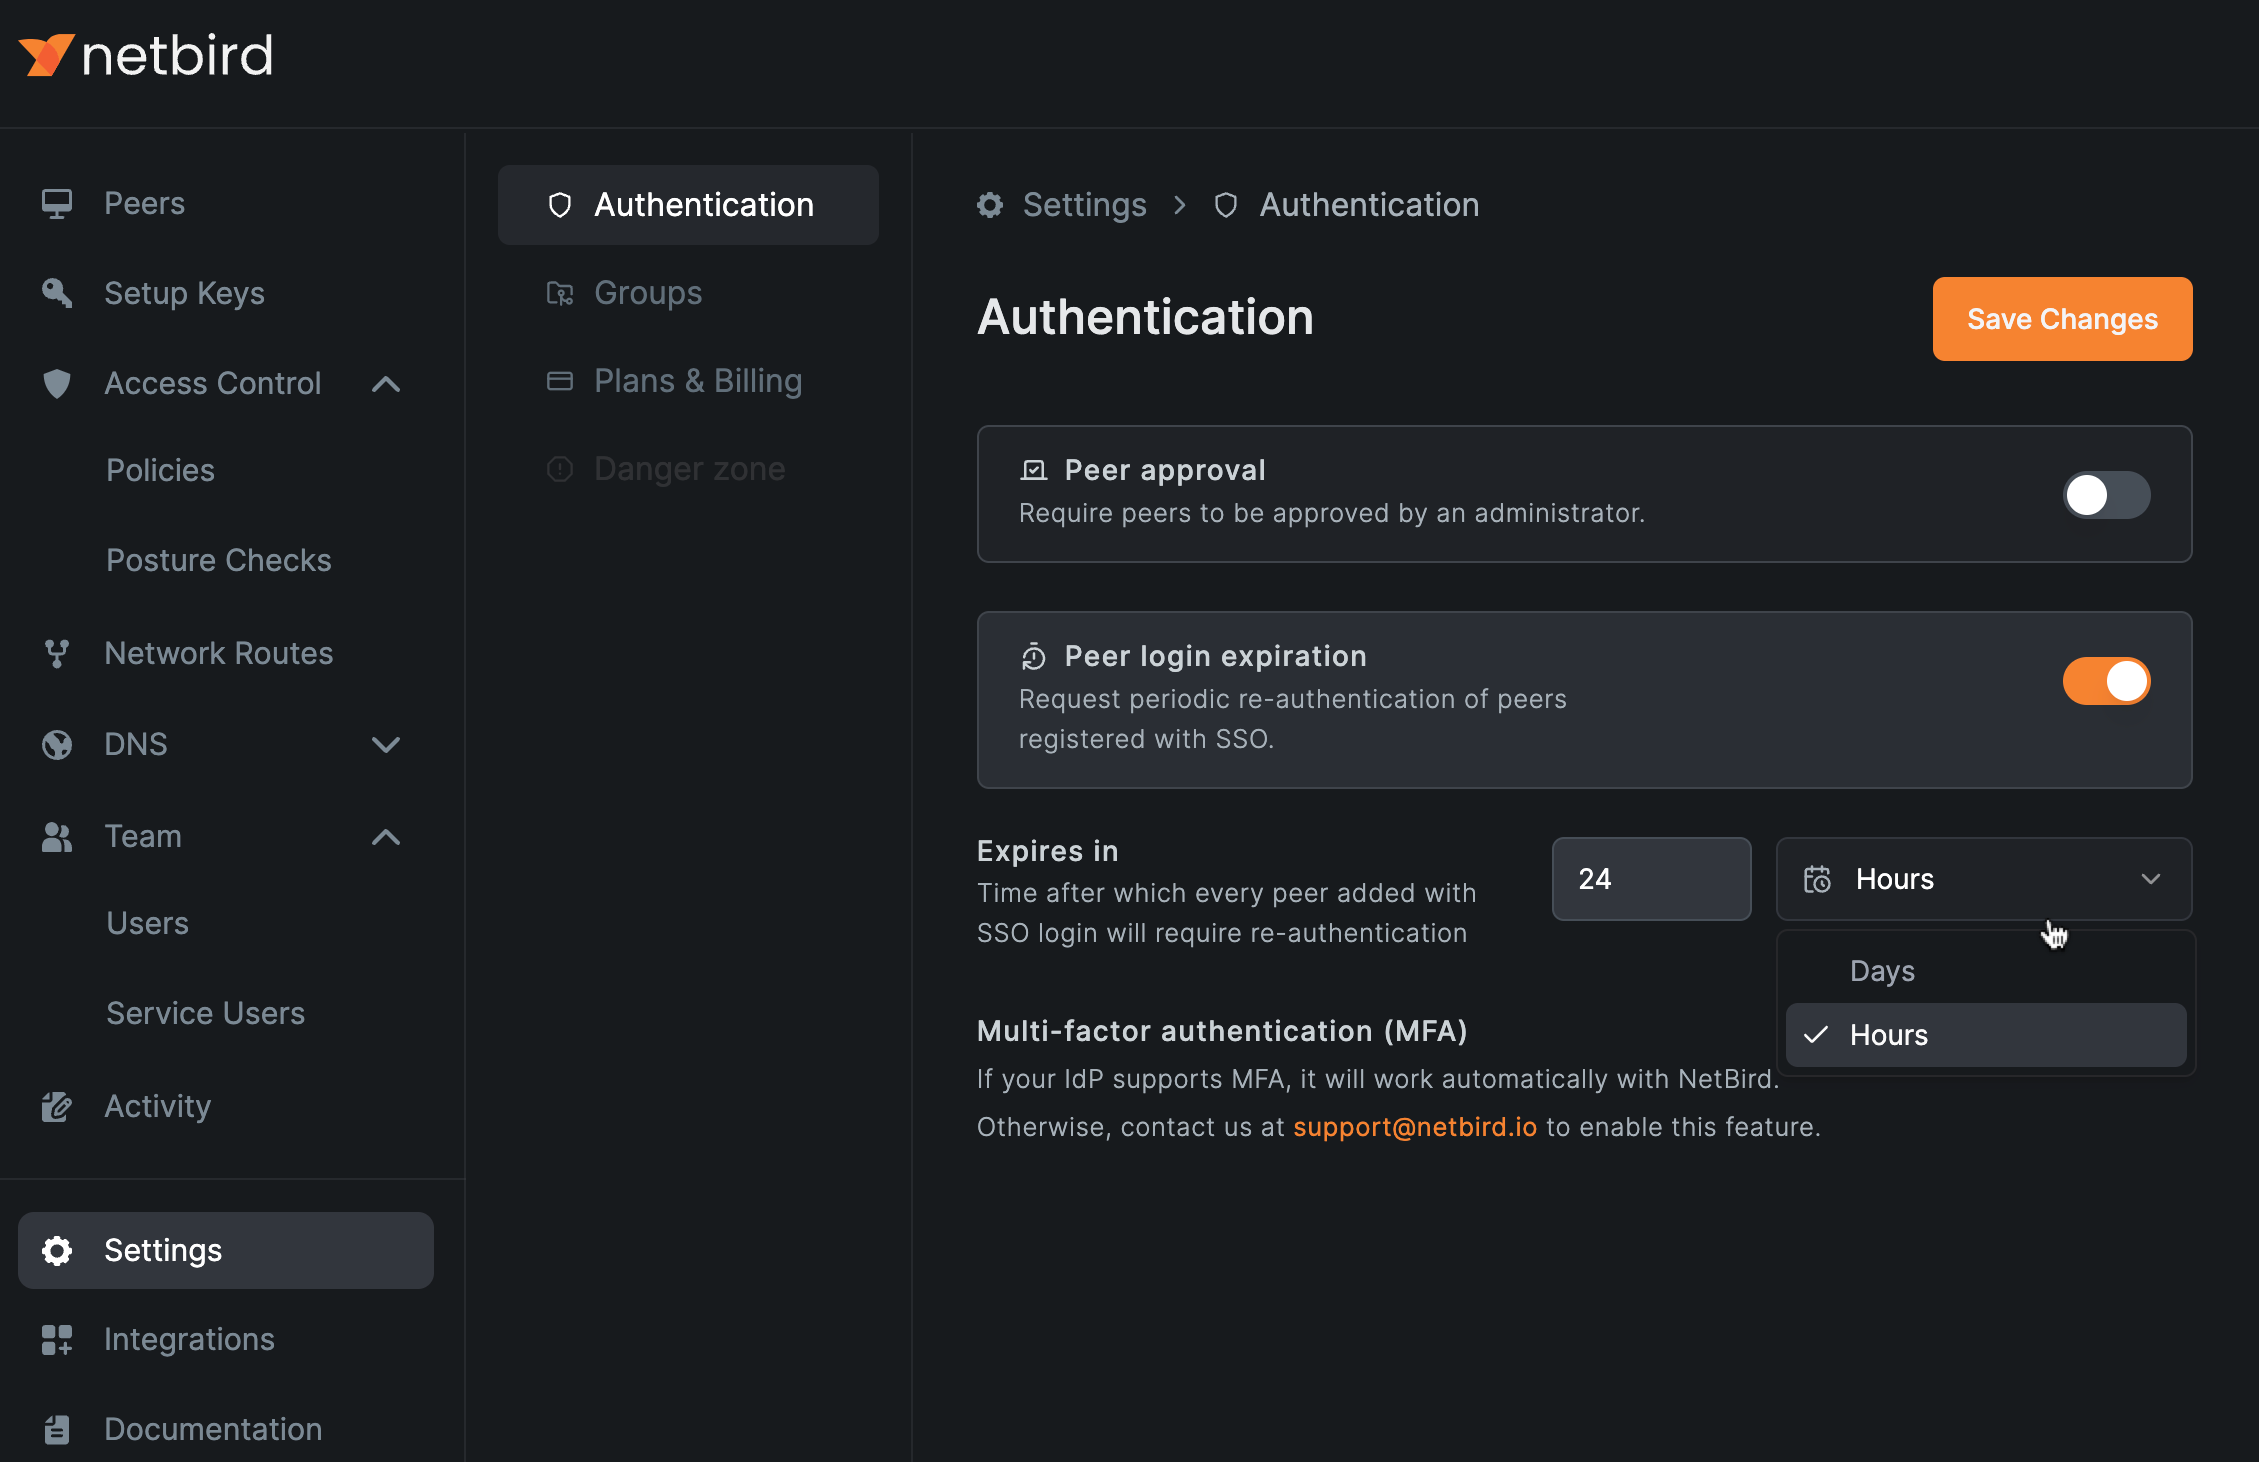 netbird
Peers
Setup Keys
Access Control
Policies
Posture Checks
Network Routes
DNS
Team
Users
Service Users
Activity
Settings
Integrations
Documentation
Authentication
Groups
Plans & Billing
Danger zone
Settings > Authentication
Authentication
Save Changes
Peer approval
Require peers to be approved by an administrator.
Peer login expiration
Request periodic re-authentication of peers
registered with SSO.
Expires in
Time after which every peer added with
SSO login will require re-authentication
24
Hours
Days
Hours
Multi-factor authentication (MFA)
If your IdP supports MFA, it will work automatically with NetBird.
Otherwise, contact us at support@netbird.io to enable this feature.